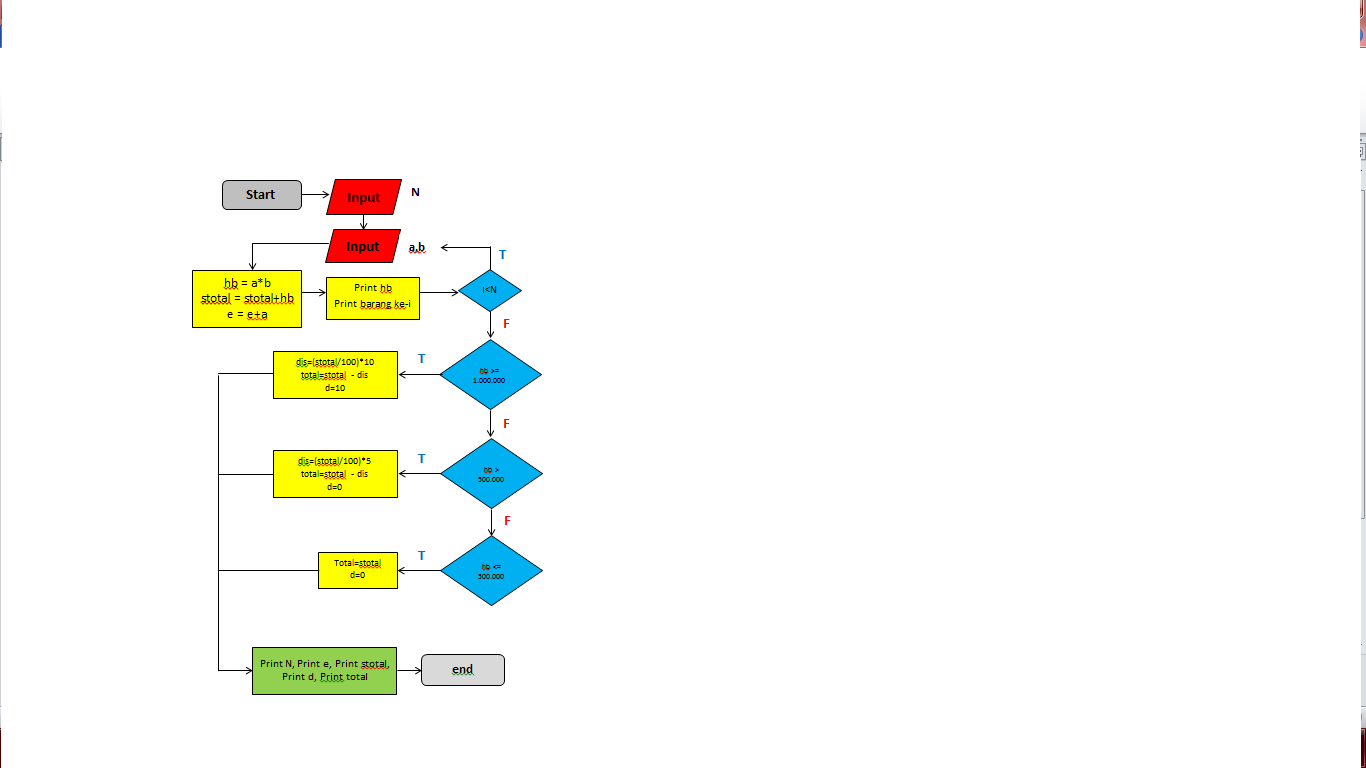 Start
Input
N
Input
a,b
T
hb = a*b
stotal = stotal+hb
e = e+a
Print hb
Print barang ke-i
i<N
F
dis=(stotal/100)*10
total=stotal - dis
d=10
T
hb >=
1.000.000
F
dis=(stotal/100)*5
total=stotal - dis
d=0
T
hb >
500.000
F
Total=stotal
d=0
T
hb <=
500.000
Print N, Print e, Print stotal,
Print d, Print total
end